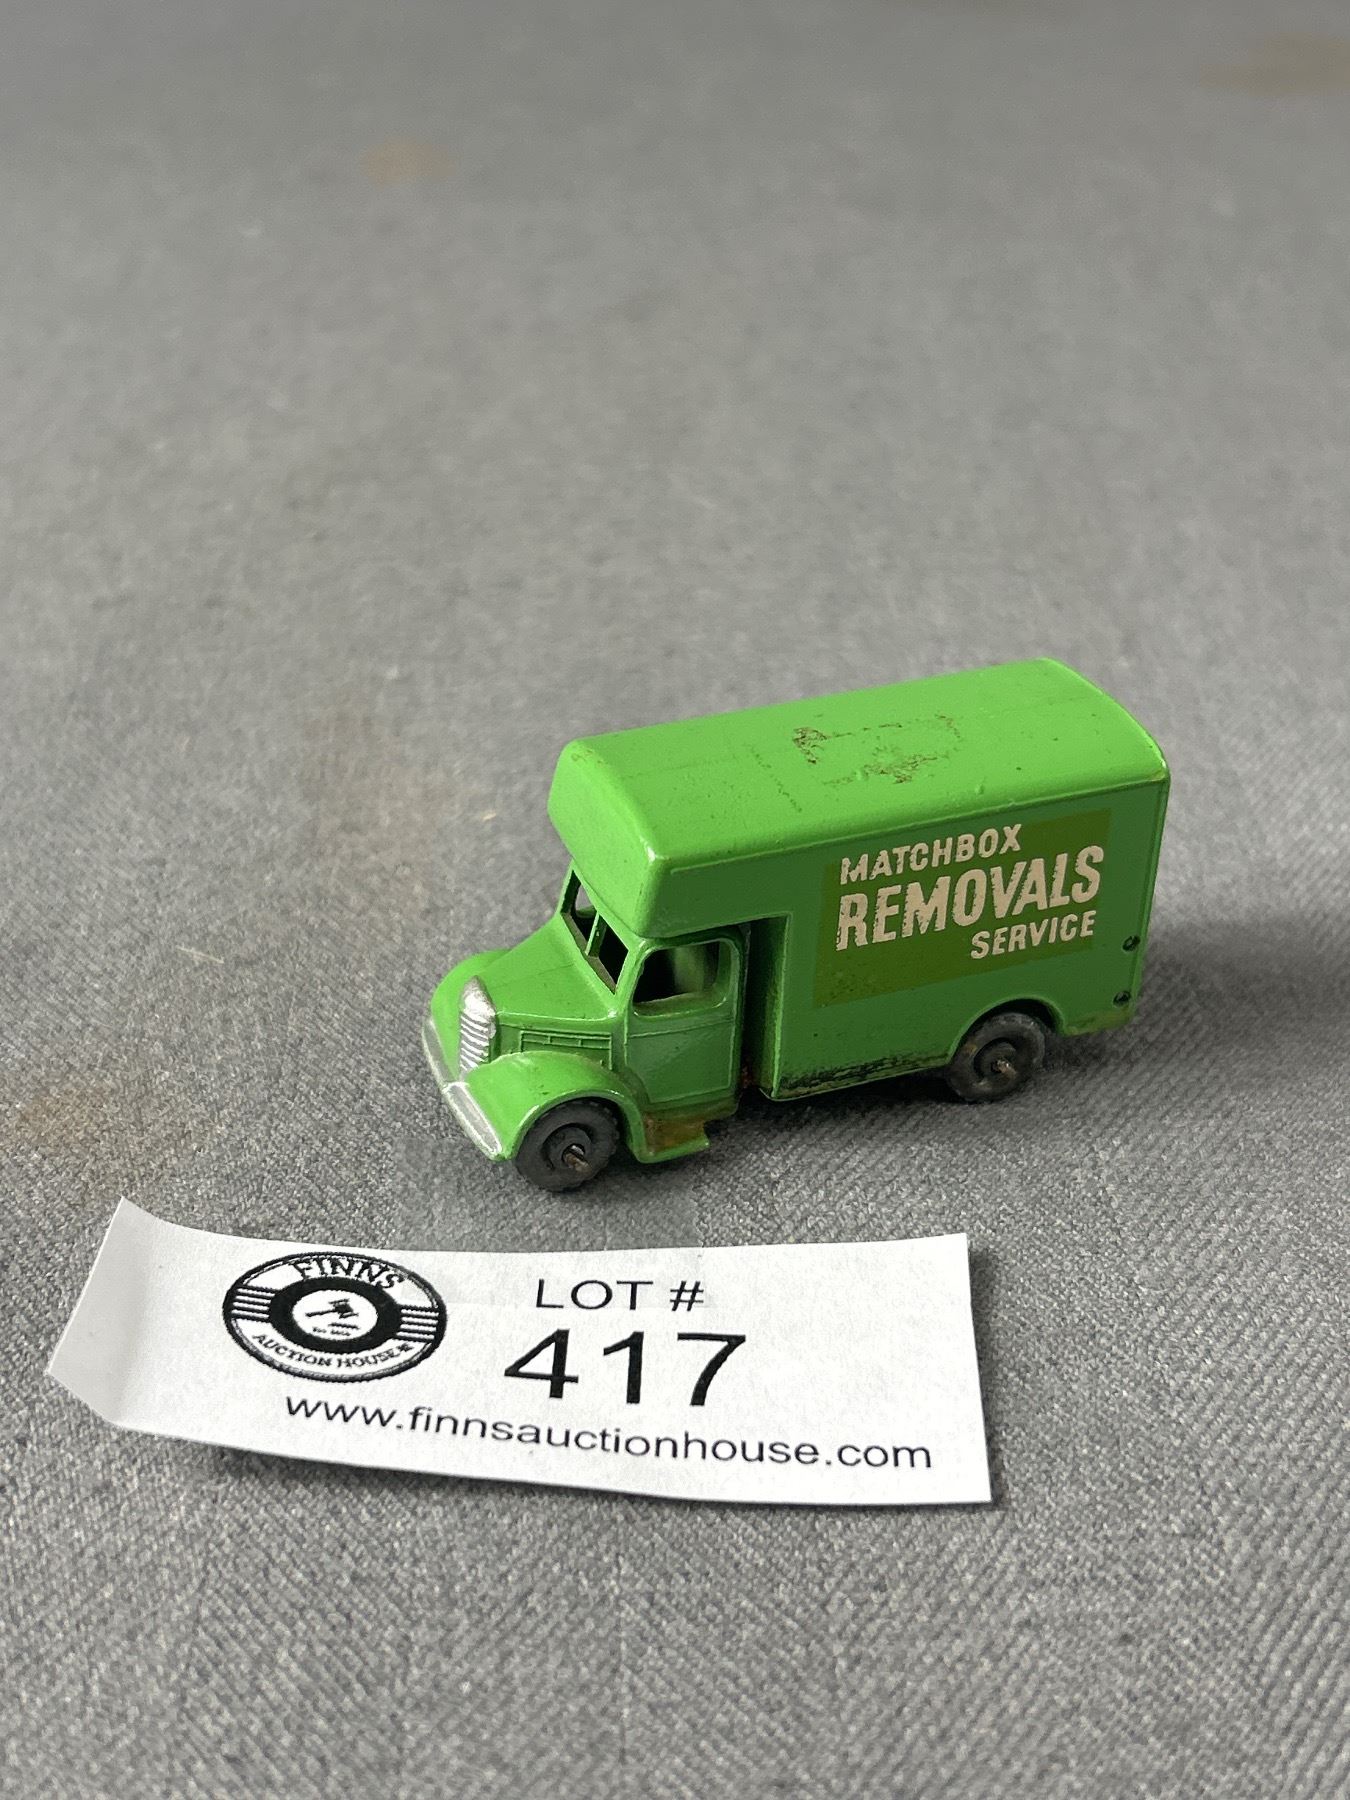 MATCHBOX
REMOVALS
SERVICE
FINNS
AUCTION HOUSE
LOT #
417
www.finnsauctionhouse.com